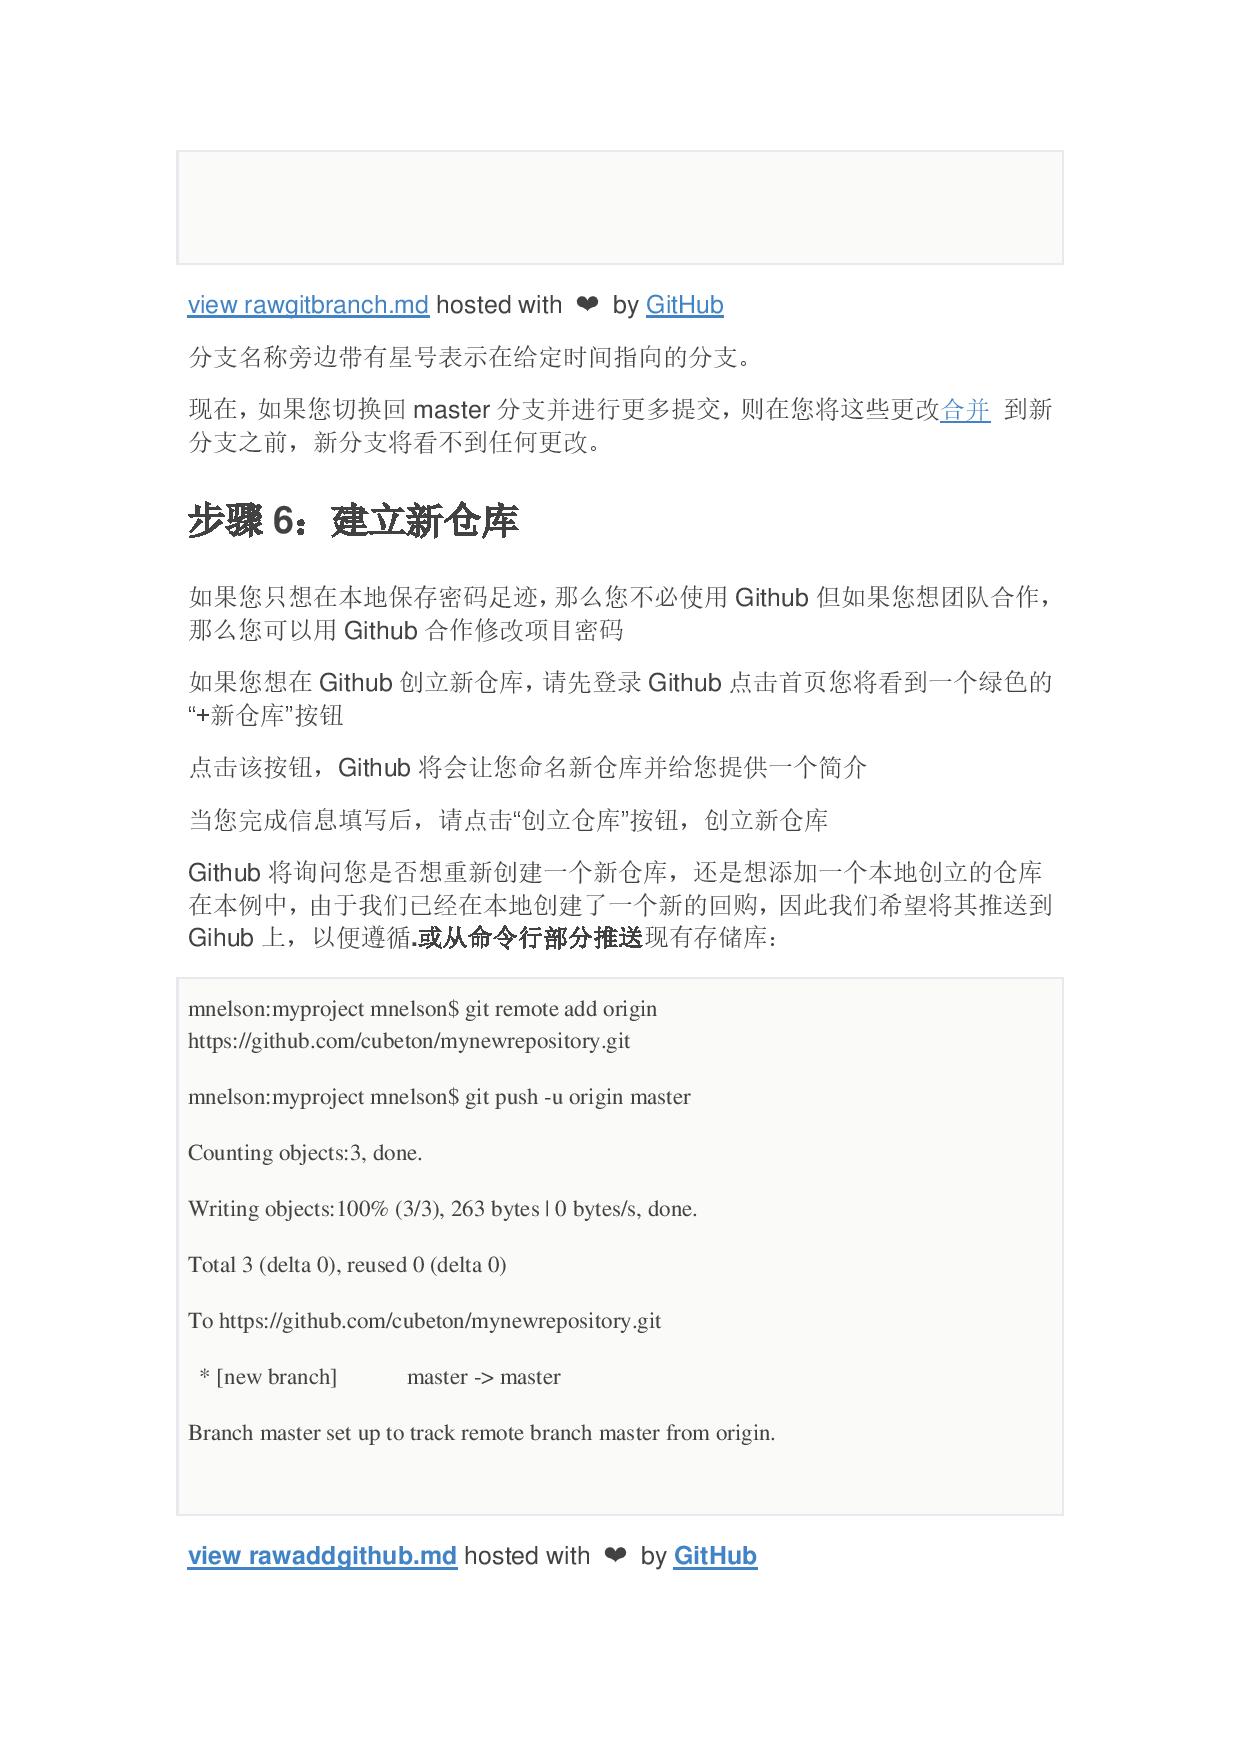 view rawgitbranch.md hosted with ❤ by GitHub
分支名称旁边带有星号表示在给定时间指向的分支。
现在，如果您切换回 master 分支并进行更多提交，则在您将这些更改合并 到新
分支之前，新分支将看不到任何更改。
步骤 6：建立新仓库
如果您只想在本地保存密码足迹，那么您不必使用 Github 但如果您想团队合作，
那么您可以用 Github 合作修改项目密码
如果您想在 Github 创立新仓库，请先登录 Github 点击首页您将看到一个绿色的
“+新仓库”按钮
点击该按钮，Github 将会让您命名新仓库并给您提供一个简介
当您完成信息填写后，请点击“创立仓库”按钮，创立新仓库
Github 将询问您是否想重新创建一个新仓库，还是想添加一个本地创立的仓库
在本例中，由于我们已经在本地创建了一个新的回购，因此我们希望将其推送到
Gihub 上，以便遵循.或从命令行部分推送现有存储库：
mnelson:myproject mnelson$ git remote add origin
https://github.com/cubeton/mynewrepository.git
mnelson:myproject mnelson$ git push -u origin master
Counting objects:3, done.
Writing objects:100% (3/3), 263 bytes | 0 bytes/s, done.
Total 3 (delta 0), reused 0 (delta 0)
To https://github.com/cubeton/mynewrepository.git
* [new branch] master -> master
Branch master set up to track remote branch master from origin.
view rawaddgithub.md hosted with ❤ by GitHub